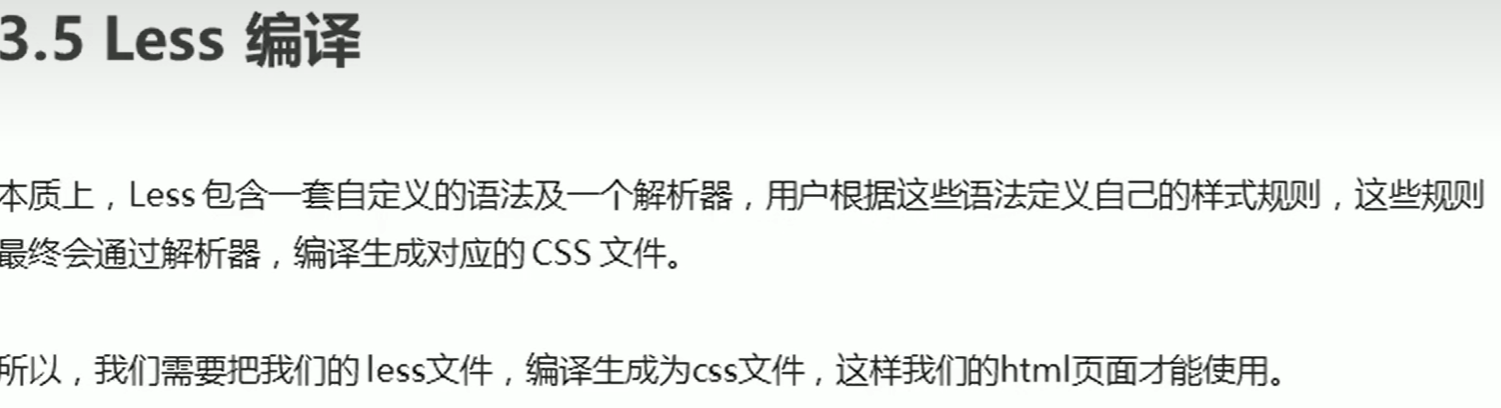 3.5 Less 编译
本质上，Less 包含一套自定义的语法及一个解析器，用户根据这些语法定义自己的样式规则，这些规则
最终会通过解析器，编译生成对应的 CSS 文件。
所以，我们需要把我们的 less文件，编译生成为css文件，这样我们的html页面才能使用。